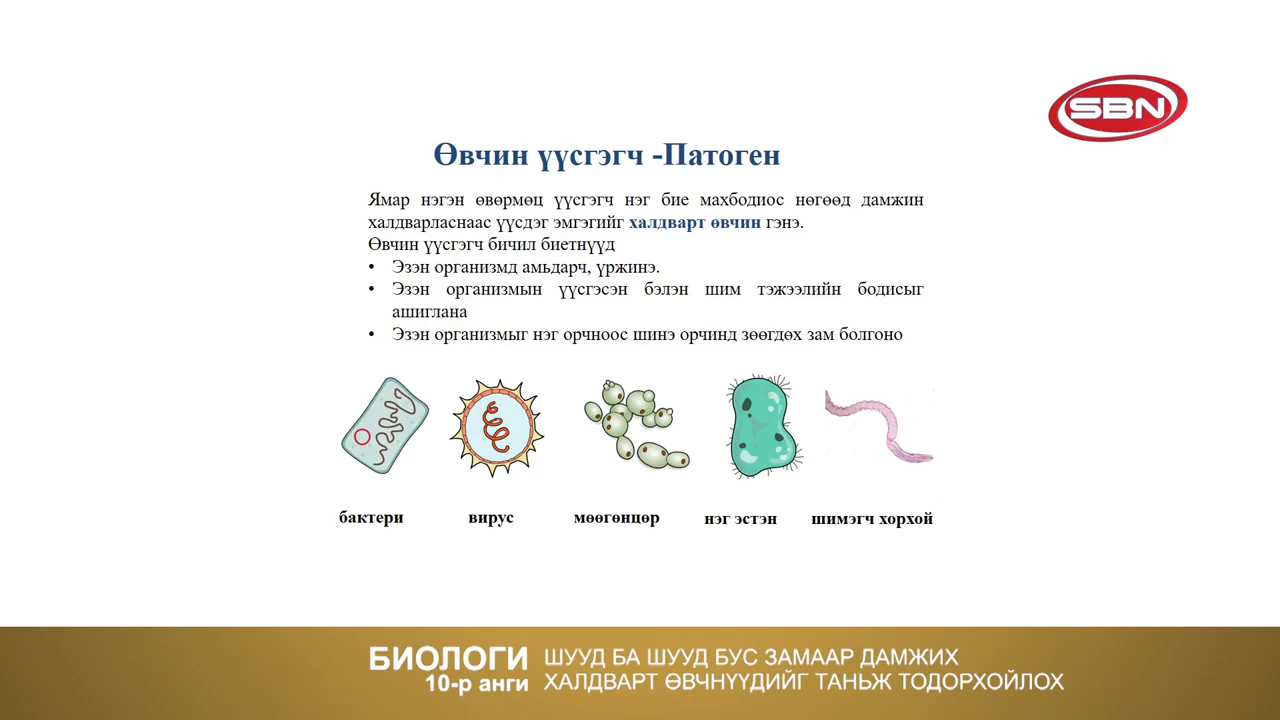 SBN
Өвчин үүсгэгч -Патоген
Ямар нэгэн өвөрмөц үүсгэгч нэг бие махбодиос нөгөөд дамжин
халдварласнаас үүсдэг эмгэгийг халдварт өвчин гэнэ.
Өвчин үүсгэгч бичил биетнүүд
• Эзэн организмд амьдарч, үржинэ.
• Эзэн организмын үүсгэсэн бэлэн шим тэжээлийн бодисыг
ашиглана
• Эзэн организмыг нэг орчноос шинэ орчинд зөөгдөх зам болгоно
бактери вирус мөөгөнцөр нэг эстэн шимэгч хорхой
БИОЛОГИ
10-р анги
ШУУД БА ШУУД БУС ЗАМААР ДАМЖИХ
ХАЛДВАРТ ӨВЧНҮҮДИЙГ ТАНЬЖ ТОДОРХОЙЛОХ